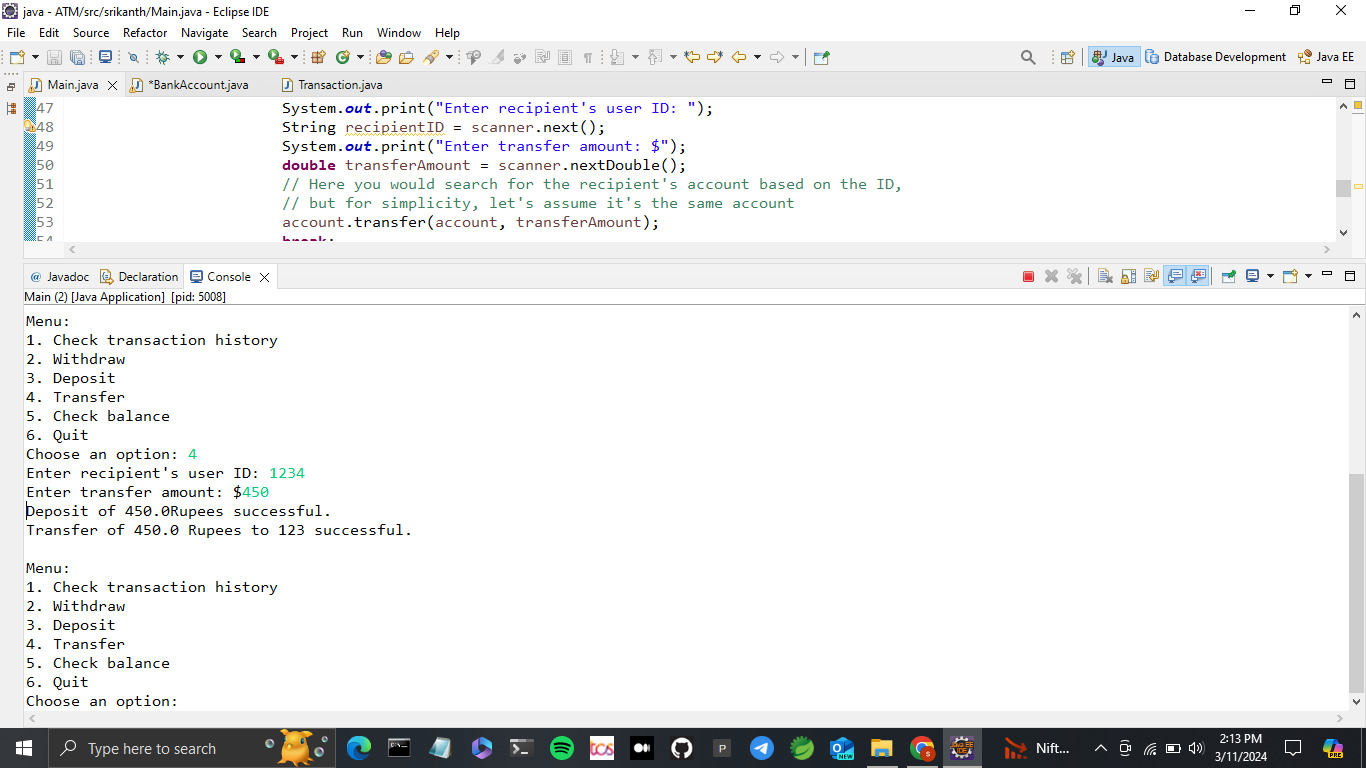 java - ATM/src/srikanth/Main.java - Eclipse IDE
File Edit Source Refactor Navigate Search Project Run Window Help
Java Database Development Java EE
Main.java *BankAccount.java Transaction.java
47 System.out.print("Enter recipient's user ID: ");
48 String recipientID = scanner.next();
49 System.out.print("Enter transfer amount: $");
50 double transferAmount = scanner.nextDouble();
51 // Here you would search for the recipient's account based on the ID,
52 // but for simplicity, let's assume it's the same account
53 account.transfer(account, transferAmount);
54 break;
@ Javadoc Declaration Console
Main (2) [Java Application] [pid: 5008]
Menu:
1. Check transaction history
2. Withdraw
3. Deposit
4. Transfer
5. Check balance
6. Quit
Choose an option: 4
Enter recipient's user ID: 1234
Enter transfer amount: $450
Deposit of 450.0Rupees successful.
Transfer of 450.0 Rupees to 123 successful.
Menu:
1. Check transaction history
2. Withdraw
3. Deposit
4. Transfer
5. Check balance
6. Quit
Choose an option:
Type here to search
tcs
P
NEW
Nift...
2:13 PM
3/11/2024
PRE